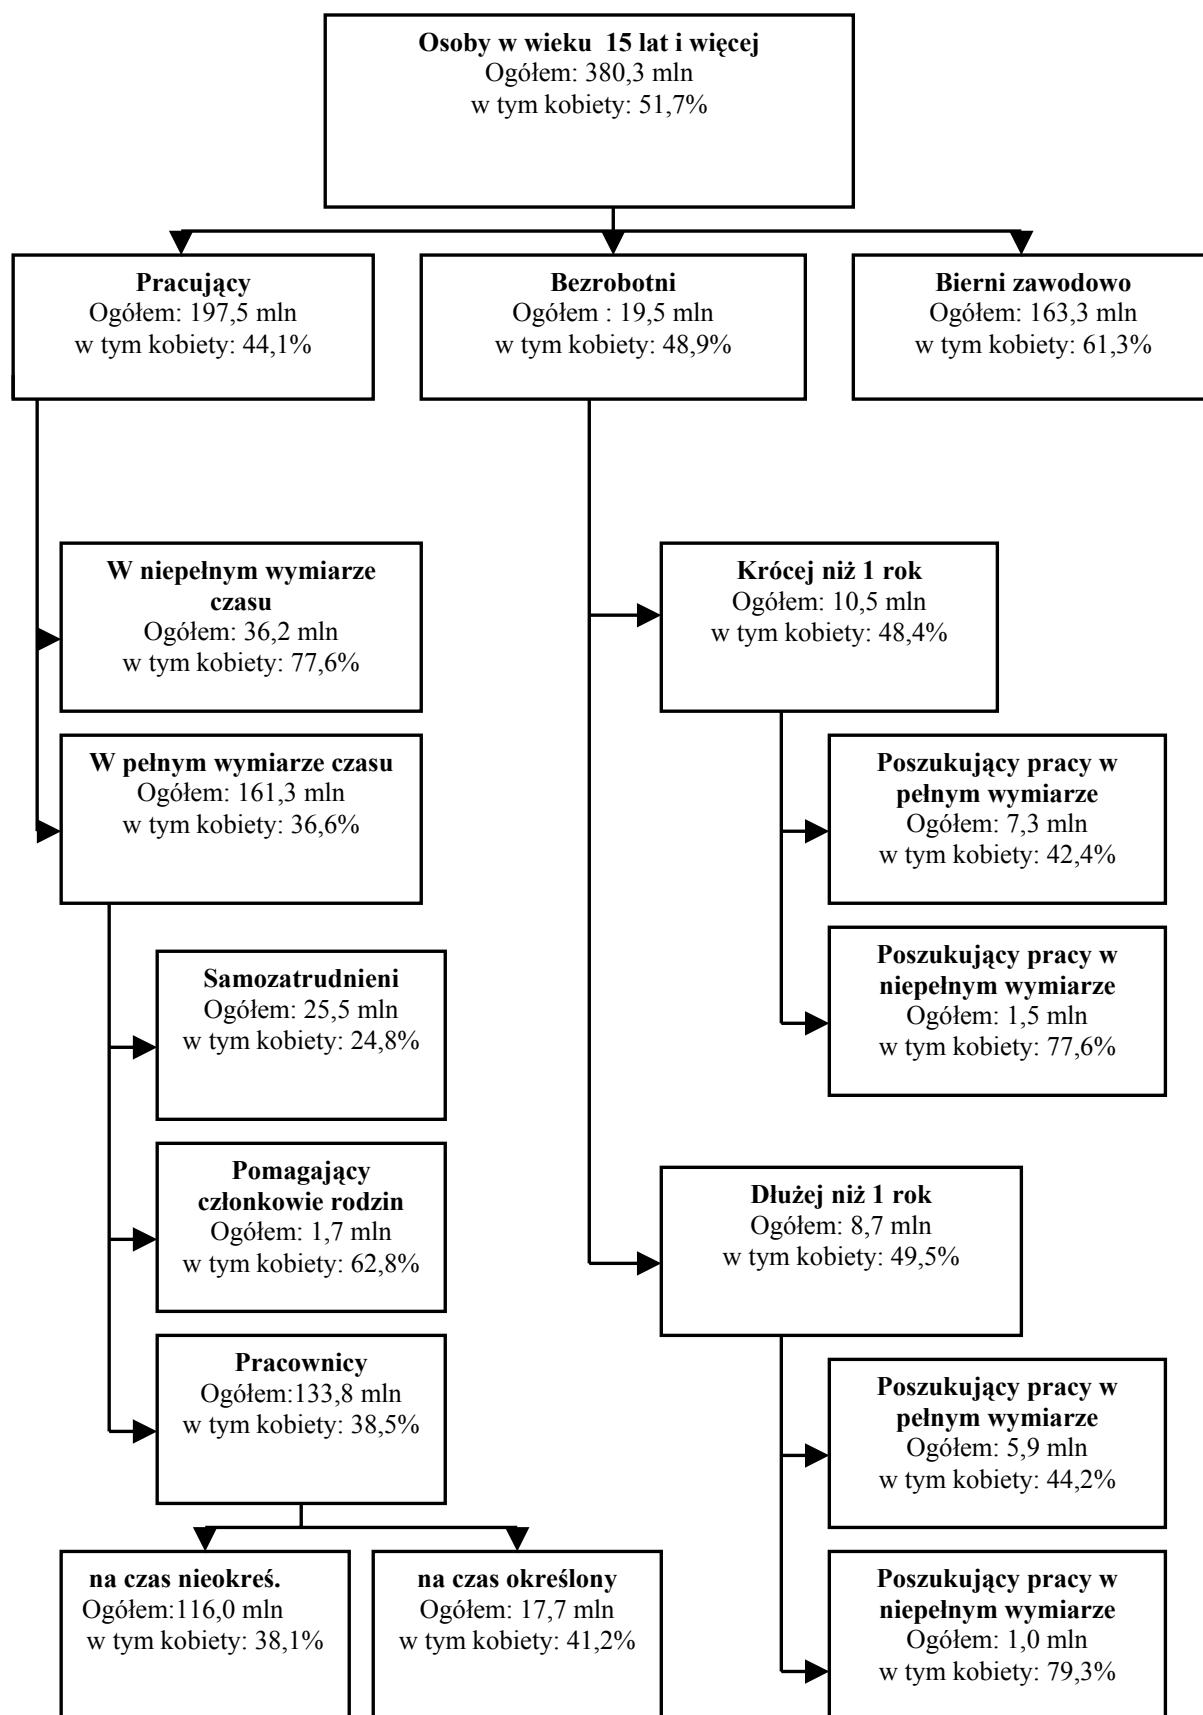 Osoby w wieku 15 lat i więcej
Ogółem: 380,3 mln
w tym kobiety: 51,7%
Pracujący
Ogółem: 197,5 mln
w tym kobiety: 44,1%
Bezrobotni
Ogółem : 19,5 mln
w tym kobiety: 48,9%
Bierni zawodowo
Ogółem: 163,3 mln
w tym kobiety: 61,3%
W niepełnym wymiarze
czasu
Ogółem: 36,2 mln
w tym kobiety: 77,6%
W pełnym wymiarze czasu
Ogółem: 161,3 mln
w tym kobiety: 36,6%
Samozatrudnieni
Ogółem: 25,5 mln
w tym kobiety: 24,8%
Pomagający
członkowie rodzin
Ogółem: 1,7 mln
w tym kobiety: 62,8%
Pracownicy
Ogółem:133,8 mln
w tym kobiety: 38,5%
na czas nieokreś.
Ogółem:116,0 mln
w tym kobiety: 38,1%
na czas określony
Ogółem: 17,7 mln
w tym kobiety: 41,2%
Krócej niż 1 rok
Ogółem: 10,5 mln
w tym kobiety: 48,4%
Poszukujący pracy w
pełnym wymiarze
Ogółem: 7,3 mln
w tym kobiety: 42,4%
Poszukujący pracy w
niepełnym wymiarze
Ogółem: 1,5 mln
w tym kobiety: 77,6%
Dłużej niż 1 rok
Ogółem: 8,7 mln
w tym kobiety: 49,5%
Poszukujący pracy w
pełnym wymiarze
Ogółem: 5,9 mln
w tym kobiety: 44,2%
Poszukujący pracy w
niepełnym wymiarze
Ogółem: 1,0 mln
w tym kobiety: 79,3%